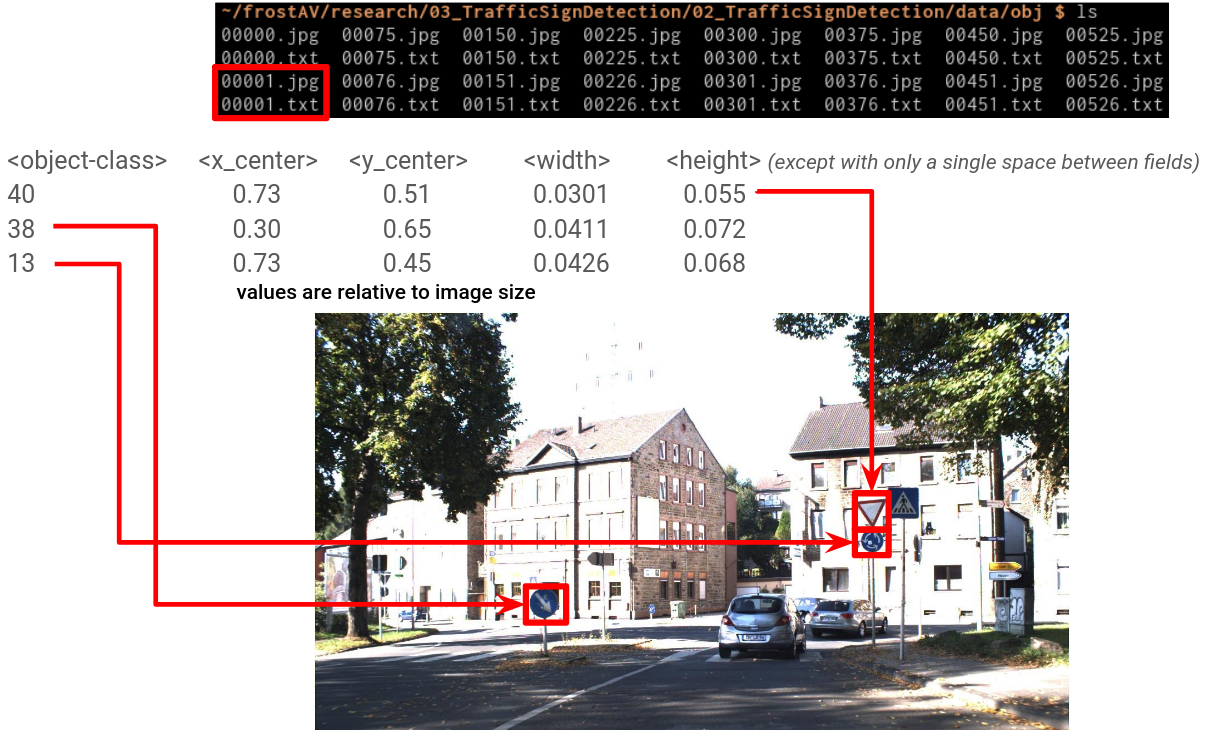 ~/frostAV/research/03_TrafficSignDetection/02_TrafficSignDetection/data/obj $ ls
00000.jpg 00075.jpg 00150.jpg 00225.jpg 00300.jpg 00375.jpg 00450.jpg 00525.jpg
00000.txt 00075.txt 00150.txt 00225.txt 00300.txt 00375.txt 00450.txt 00525.txt
00001.jpg 00076.jpg 00151.jpg 00226.jpg 00301.jpg 00376.jpg 00451.jpg 00526.jpg
00001.txt 00076.txt 00151.txt 00226.txt 00301.txt 00376.txt 00451.txt 00526.txt
<object-class> <x_center> <y_center> <width> <height> (except with only a single space between fields)
40 0.73 0.51 0.0301 0.055
38 0.30 0.65 0.0411 0.072
13 0.73 0.45 0.0426 0.068
values are relative to image size